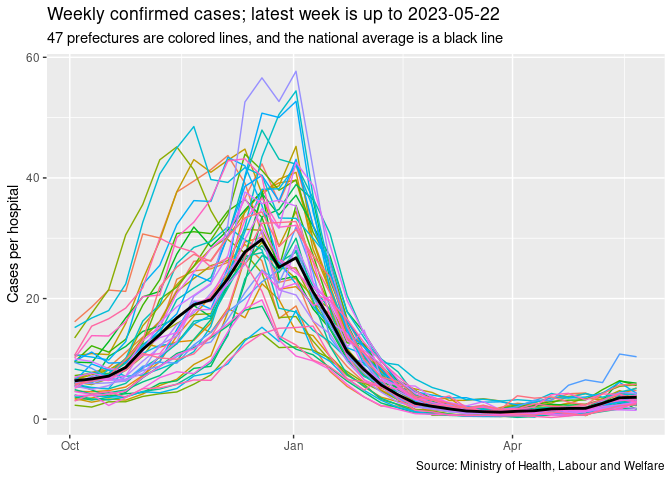 Weekly confirmed cases; latest week is up to 2023-05-22
47 prefectures are colored lines, and the national average is a black line
60
40
20
0
Cases per hospital
Oct
Jan
Apr
Source: Ministry of Health, Labour and Welfare